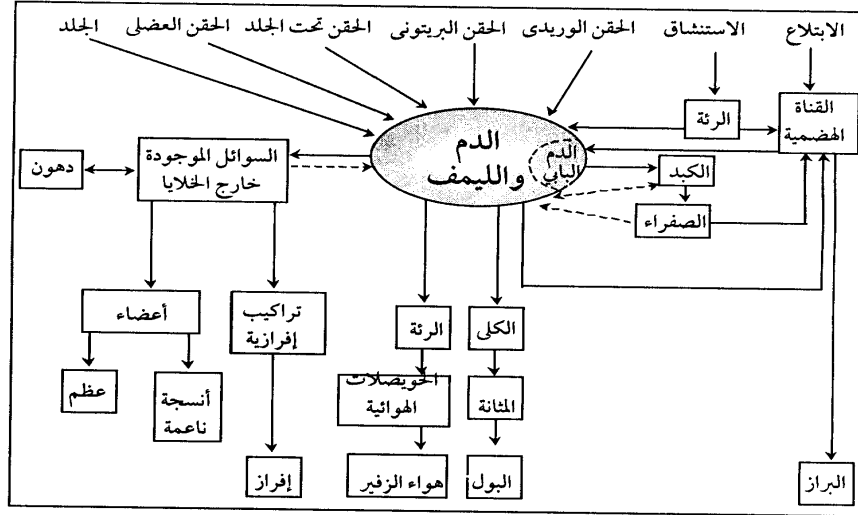 الابتلاع
الاستنشاق
الحقن الوريدى
الحقن البريتونى
الحقن تحت الجلد
الحقن العضلى
الجلد
القناة
الهضمية
الرئة
الدم
والليمف
الدم
البابي
الكبد
الصفراء
السوائل الموجودة
خارج الخلايا
دهون
أعضاء
تراكيب
إفرازية
الرئة
الكلى
عظم
أنسجة
ناعمة
الحويصلات
الهوائية
المثانة
إفراز
هواء الزفير
البول
البراز